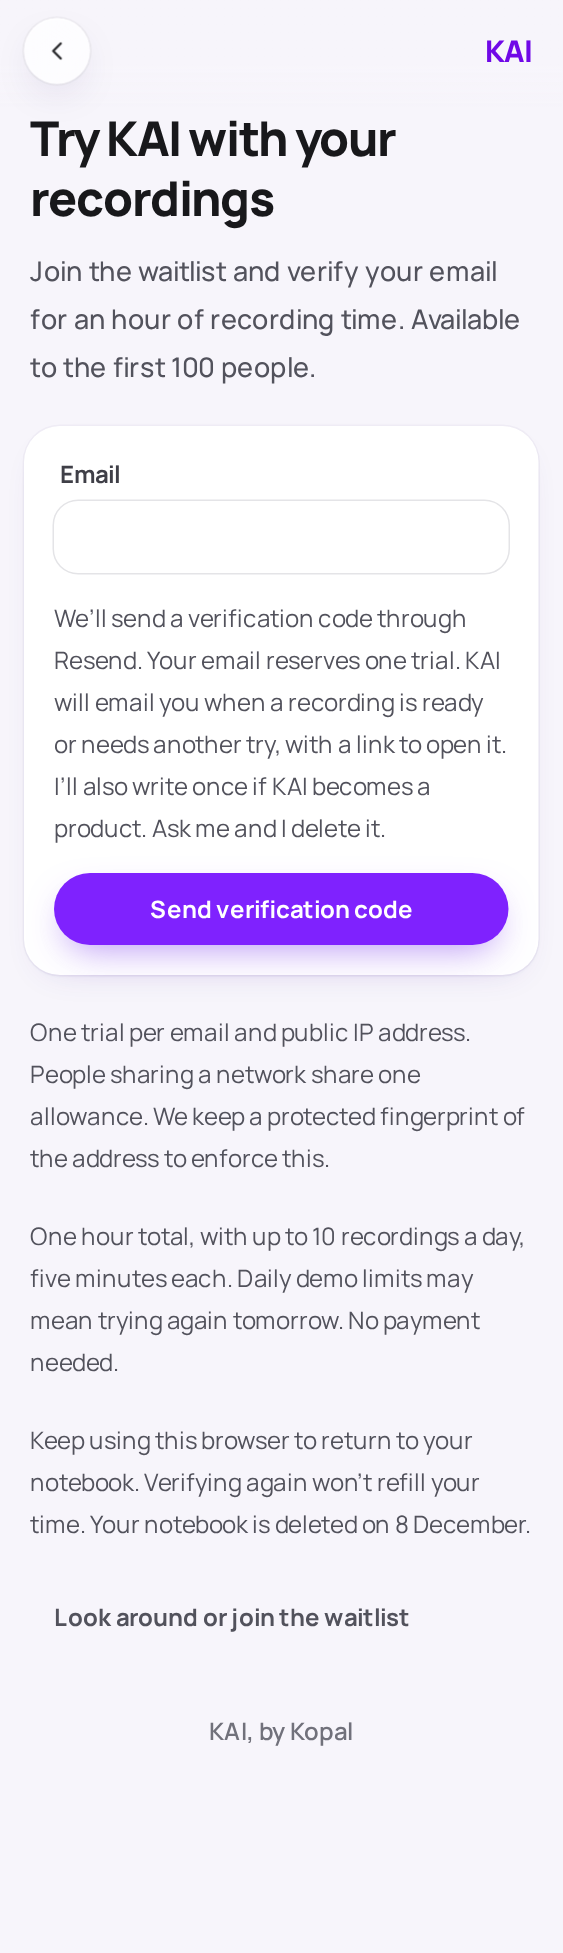 KAI
Try KAI with your
recordings
Join the waitlist and verify your email
for an hour of recording time. Available
to the first 100 people.
Email
We’ll send a verification code through
Resend. Your email reserves one trial. KAI
will email you when a recording is ready
or needs another try, with a link to open it.
I’ll also write once if KAI becomes a
product. Ask me and I delete it.
Send verification code
One trial per email and public IP address.
People sharing a network share one
allowance. We keep a protected fingerprint of
the address to enforce this.
One hour total, with up to 10 recordings a day,
five minutes each. Daily demo limits may
mean trying again tomorrow. No payment
needed.
Keep using this browser to return to your
notebook. Verifying again won’t refill your
time. Your notebook is deleted on 8 December.
Look around or join the waitlist
KAI, by Kopal